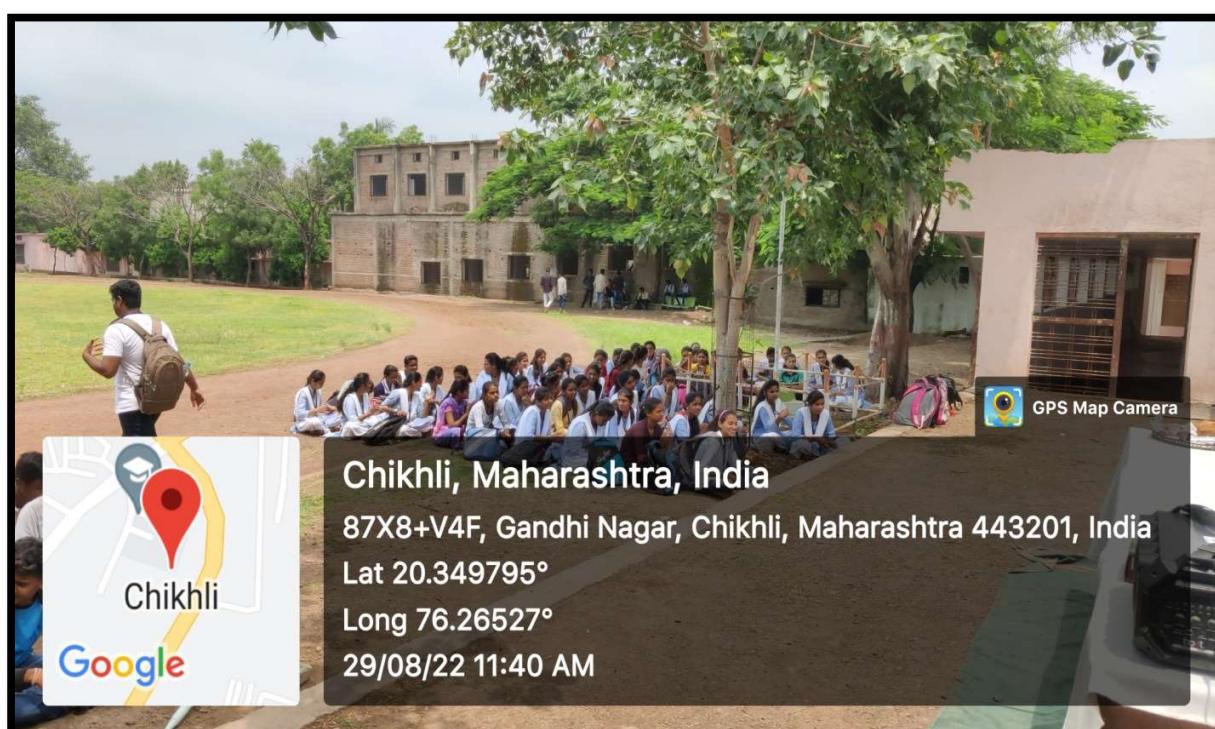 GPS Map Camera
Chikhli, Maharashtra, India
87X8+V4F, Gandhi Nagar, Chikhli, Maharashtra 443201, India
Lat 20.349795°
Long 76.26527°
29/08/22 11:40 AM
Chikhli
Google